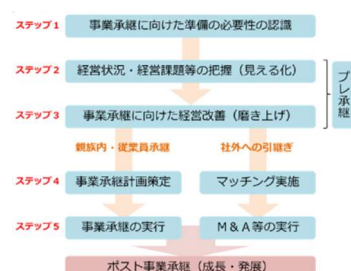 ステップ1
事業承継に向けた準備の必要性の認識
ステップ2
経営状況・経営課題等の把握（見える化）
プレ承継
ステップ3
事業承継に向けた経営改善（磨き上げ）
親族内・従業員承継
社外への引継ぎ
ステップ4
事業承継計画策定
マッチング実施
ステップ5
事業承継の実行
M&A等の実行
ポスト事業承継（成長・発展）